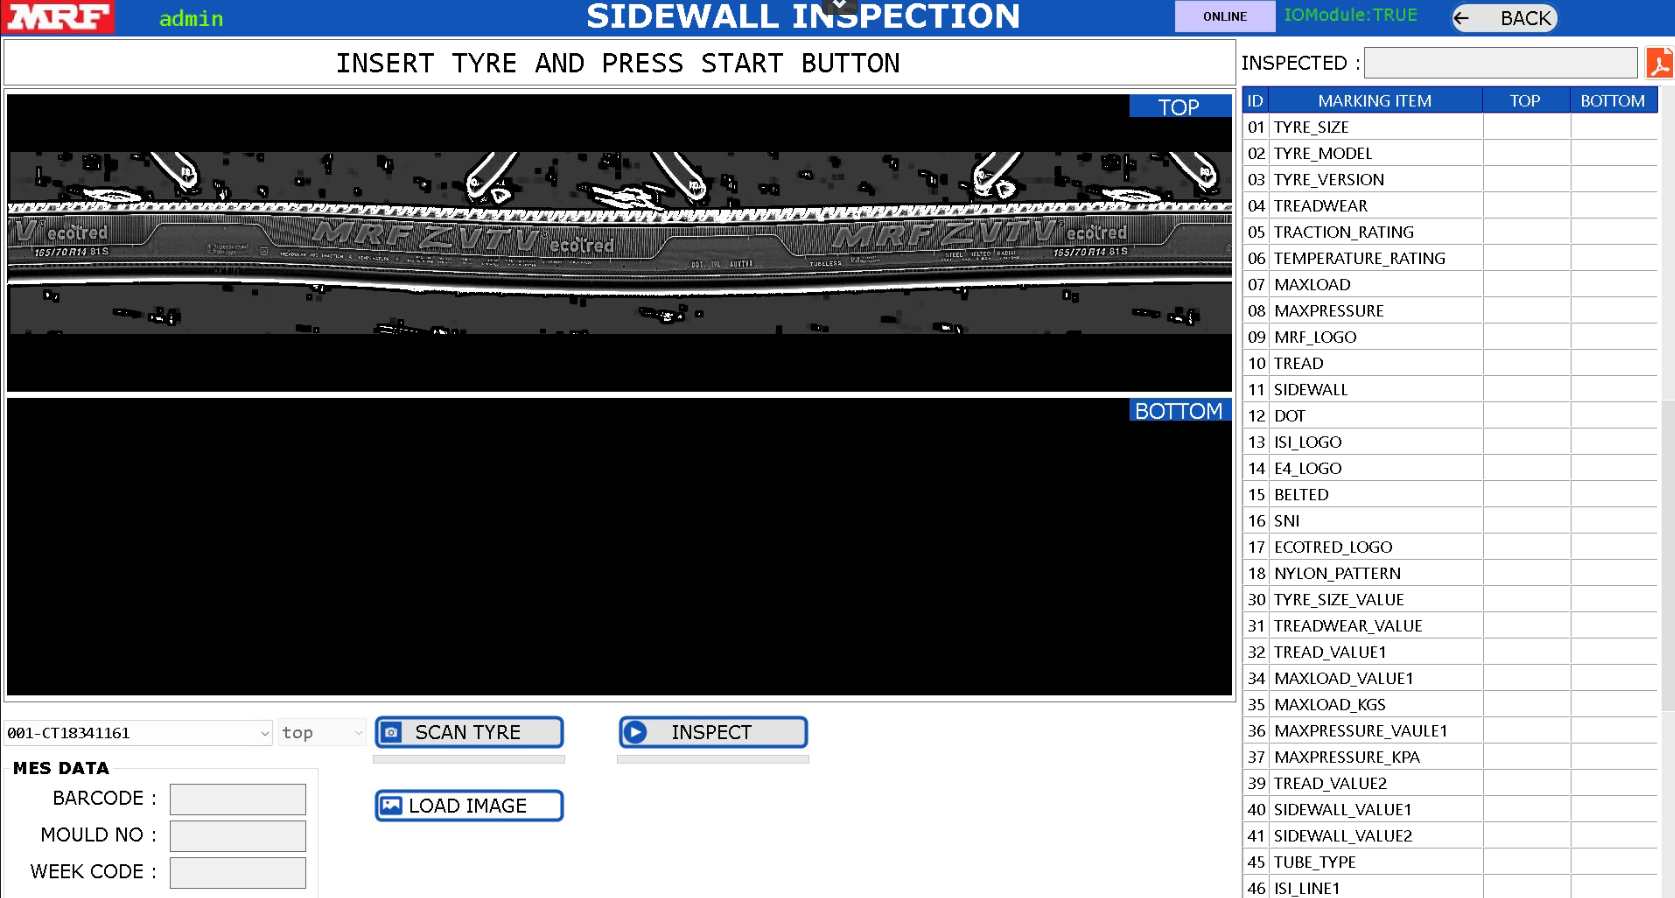 MRF
admin
SIDEWALL INSPECTION
ONLINE
IOModule:TRUE
BACK
INSERT TYRE AND PRESS START BUTTON
INSPECTED :
TOP
V ecotred
165/70 R14 81S
MRF ZVTV ecotred
DOT
TUBELESS
MRF ZVTV ecotred
STEEL BELTED RADIAL
165/70 R14 81S
BOTTOM
ID MARKING ITEM TOP BOTTOM
01 TYRE_SIZE
02 TYRE_MODEL
03 TYRE_VERSION
04 TREADWEAR
05 TRACTION_RATING
06 TEMPERATURE_RATING
07 MAXLOAD
08 MAXPRESSURE
09 MRF_LOGO
10 TREAD
11 SIDEWALL
12 DOT
13 ISI_LOGO
14 E4_LOGO
15 BELTED
16 SNI
17 ECOTRED_LOGO
18 NYLON_PATTERN
30 TYRE_SIZE_VALUE
31 TREADWEAR_VALUE
32 TREAD_VALUE1
34 MAXLOAD_VALUE1
35 MAXLOAD_KGS
36 MAXPRESSURE_VAULE1
37 MAXPRESSURE_KPA
39 TREAD_VALUE2
40 SIDEWALL_VALUE1
41 SIDEWALL_VALUE2
45 TUBE_TYPE
46 ISI_LINE1
001-CT18341161
top
SCAN TYRE
INSPECT
LOAD IMAGE
MES DATA
BARCODE :
MOULD NO :
WEEK CODE :